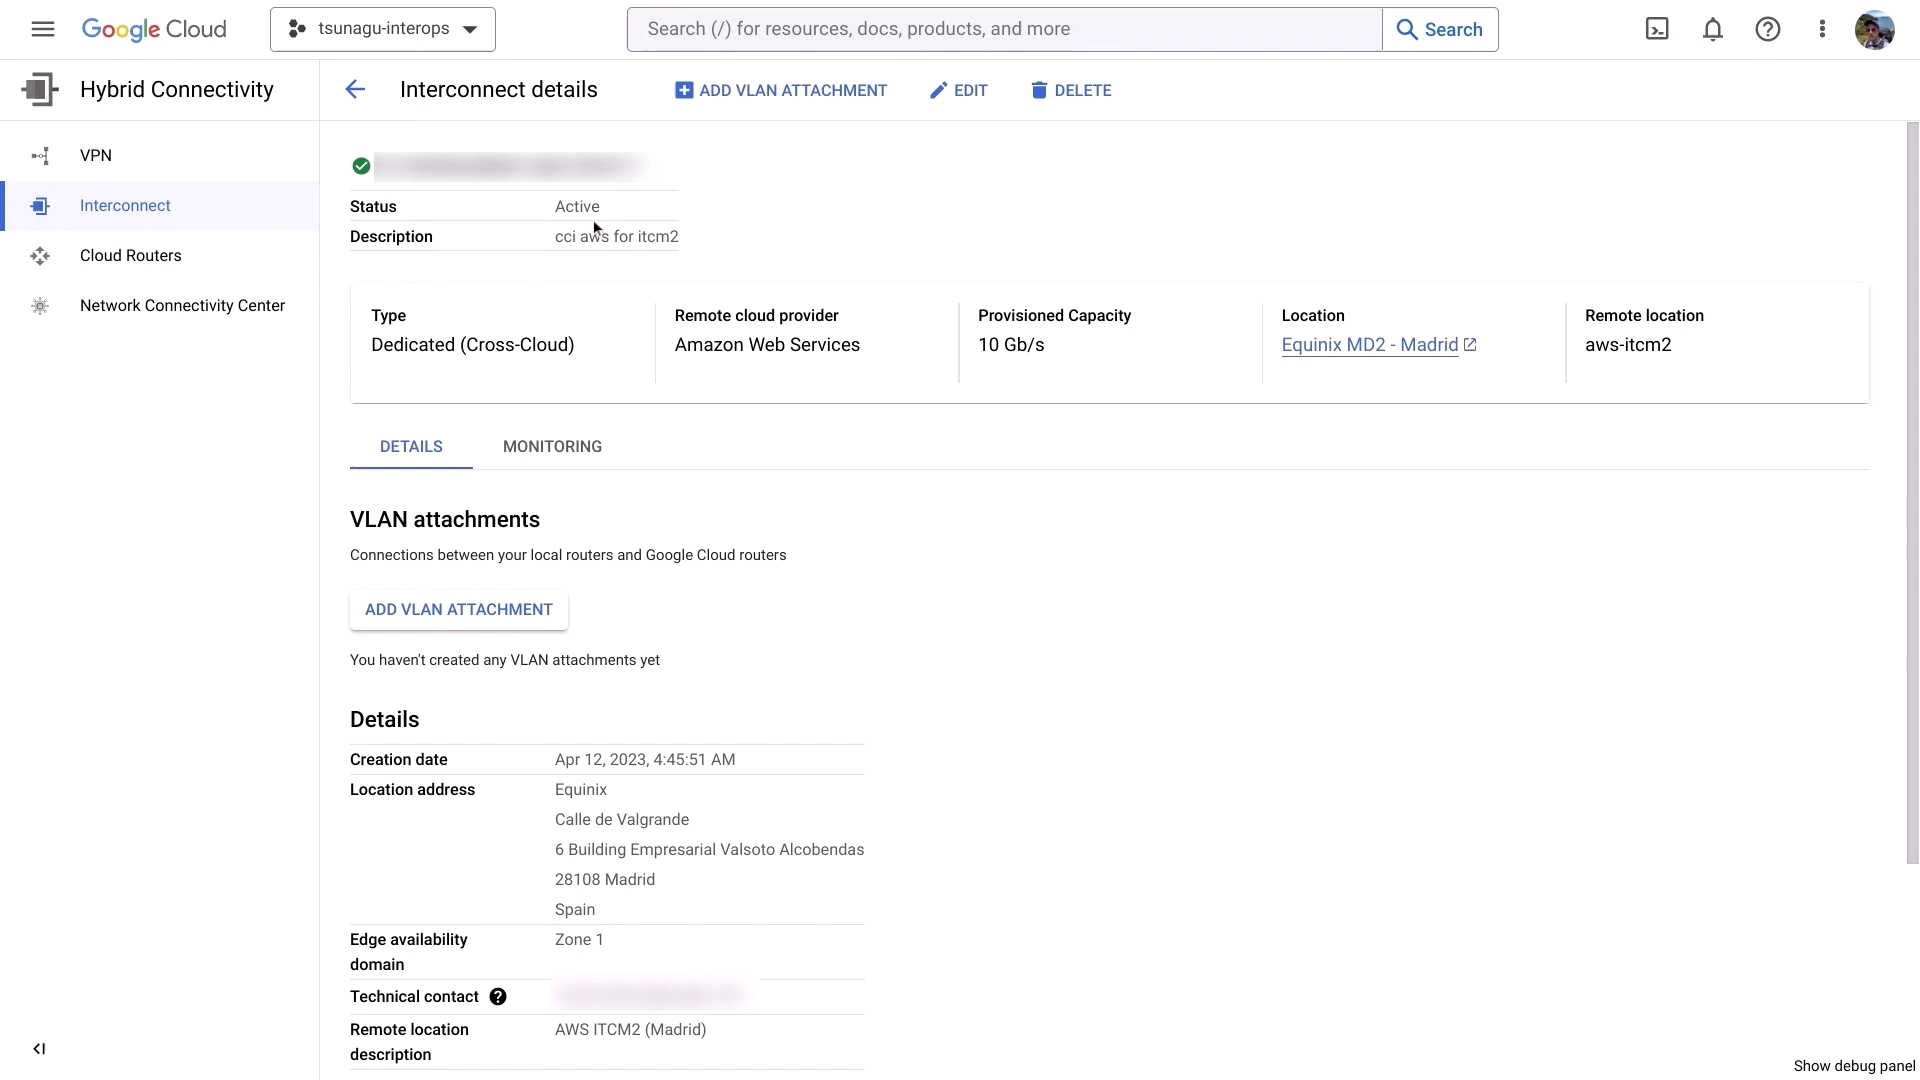 Google Cloud
tsunagu-interops
Search (/) for resources, docs, products, and more
Search
Hybrid Connectivity
Interconnect details
ADD VLAN ATTACHMENT
EDIT
DELETE
VPN
Interconnect
Cloud Routers
Network Connectivity Center
Status Active
Description cci aws for itcm2
Type
Dedicated (Cross-Cloud)
Remote cloud provider
Amazon Web Services
Provisioned Capacity
10 Gb/s
Location
Equinix MD2 - Madrid
Remote location
aws-itcm2
DETAILS
MONITORING
VLAN attachments
Connections between your local routers and Google Cloud routers
ADD VLAN ATTACHMENT
You haven't created any VLAN attachments yet
Details
Creation date Apr 12, 2023, 4:45:51 AM
Location address Equinix
Calle de Valgrande
6 Building Empresarial Valsoto Alcobendas
28108 Madrid
Spain
Edge availability Zone 1
domain
Technical contact
Remote location AWS ITCM2 (Madrid)
description
Show debug panel